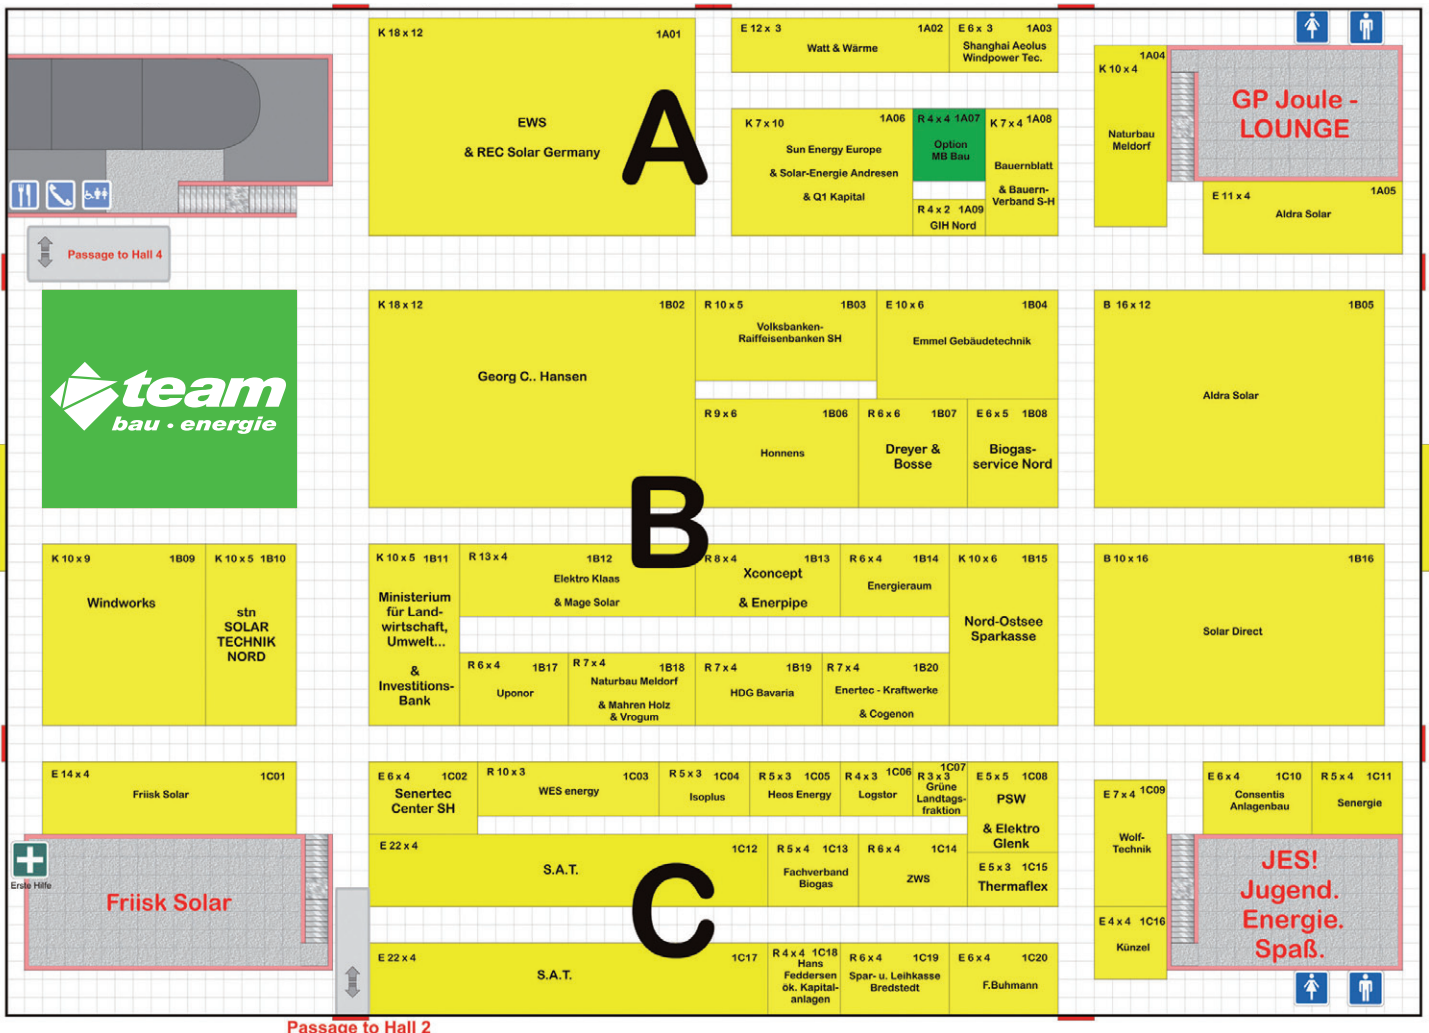 K 18 x 12 1A01
EWS
& REC Solar Germany
A
E 12 x 3 1A02
Watt & Wärme
E 6 x 3 1A03
Shanghai Aeolus
Windpower Tec.
K 7 x 10 1A06
Sun Energy Europe
& Solar-Energie Andresen
& Q1 Kapital
R 4 x 4 1A07
Option
MB Bau
K 7 x 4 1A08
Bauernblatt
& Bauern-
Verband S-H
R 4 x 2 1A09
GIH Nord
1A04
K 10 x 4
Naturbau
Meldorf
GP Joule -
LOUNGE
E 11 x 4 1A05
Aldra Solar
Passage to Hall 4
team
bau · energie
K 18 x 12 1B02
Georg C.. Hansen
R 10 x 5 1B03
Volksbanken-
Raiffeisenbanken SH
E 10 x 6 1B04
Emmel Gebäudetechnik
B 16 x 12 1B05
Aldra Solar
R 9 x 6 1B06
Honnens
R 6 x 6 1B07
Dreyer &
Bosse
E 6 x 5 1B08
Biogas-
service Nord
B
K 10 x 9 1B09
Windworks
K 10 x 5 1B10
stn
SOLAR
TECHNIK
NORD
K 10 x 5 1B11
Ministerium
für Land-
wirtschaft,
Umwelt...
&
Investitions-
Bank
R 13 x 4 1B12
Elektro Klaas
& Mage Solar
R 8 x 4 1B13
Xconcept
& Enerpipe
R 6 x 4 1B14
Energieraum
K 10 x 6 1B15
Nord-Ostsee
Sparkasse
B 10 x 16 1B16
Solar Direct
R 6 x 4 1B17
Uponor
R 7 x 4 1B18
Naturbau Meldorf
& Mahren Holz
& Vrogum
R 7 x 4 1B19
HDG Bavaria
R 7 x 4 1B20
Enertec - Kraftwerke
& Cogenon
E 14 x 4 1C01
Friisk Solar
E 6 x 4 1C02
Senertec
Center SH
R 10 x 3 1C03
WES energy
R 5 x 3 1C04
Isoplus
R 5 x 3 1C05
Heos Energy
R 4 x 3 1C06
Logstor
1C07
R 3 x 3
Grüne
Landtags-
fraktion
E 5 x 5 1C08
PSW
& Elektro
Glenk
E 7 x 4 1C09
Wolf-
Technik
E 6 x 4 1C10
Consentis
Anlagenbau
R 5 x 4 1C11
Senergie
E 22 x 4 1C12
S.A.T.
R 5 x 4 1C13
Fachverband
Biogas
R 6 x 4 1C14
ZWS
E 5 x 3 1C15
Thermaflex
C
Erste Hilfe
Friisk Solar
E 4 x 4 1C16
Künzel
JES!
Jugend.
Energie.
Spaß.
E 22 x 4 1C17
S.A.T.
R 4 x 4 1C18
Hans
Feddersen
ök. Kapital-
anlagen
R 6 x 4 1C19
Spar- u. Leihkasse
Bredstedt
E 6 x 4 1C20
F.Buhmann
Passage to Hall 2